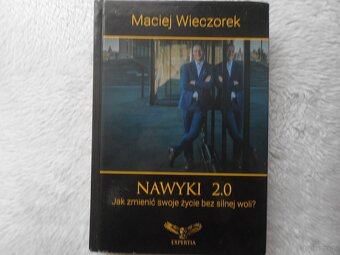 Maciej Wieczorek
NAWYKI 2.0
Jak zmienić swoje życie bez silnej woli?
EXPERTIA